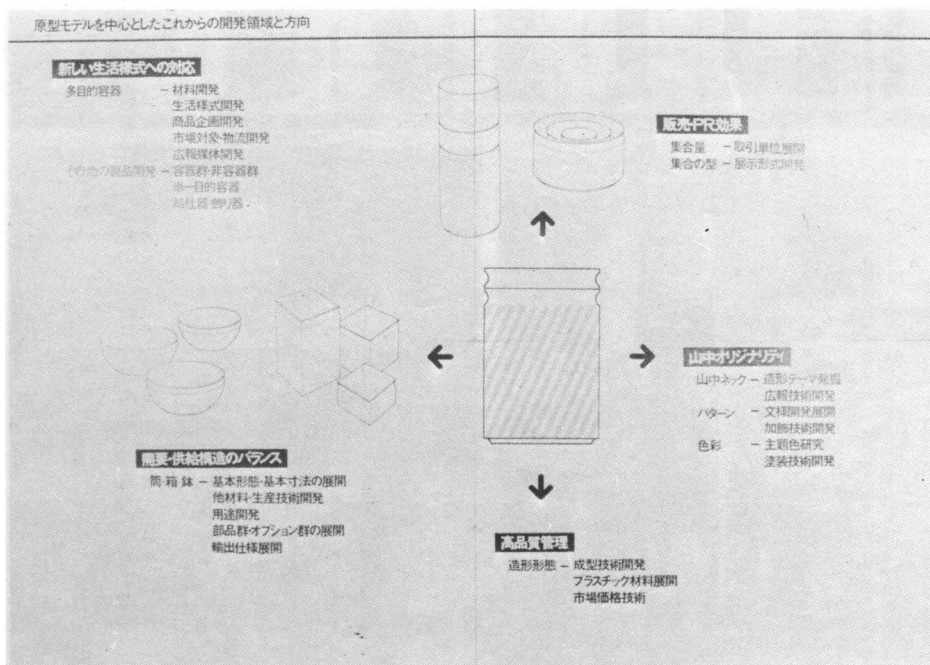 原型モデルを中心としたこれからの開発領域と方向
新しい生活様式への対応
多目的容器 － 材料開発
生活様式開発
商品企画開発
市場対象・物流開発
広報媒体開発
その他の製品開発 － 容器群・非容器群
単一目的容器
給仕器・飾り器
販売・PR効果
集合量 － 取引単位展開
集合の型 － 展示形式開発
山中オリジナリティ
山中ネック － 造形テーマ発掘
広報技術開発
パターン － 文様開発展開
加飾技術開発
色彩 － 主題色研究
塗装技術開発
需要・供給構造のバランス
筒・箱・鉢 － 基本形態・基本寸法の展開
他材料・生産技術開発
用途開発
部品群・オプション群の展開
輸出仕様展開
高品質管理
造形形態 － 成型技術開発
プラスチック材料展開
市場価格技術